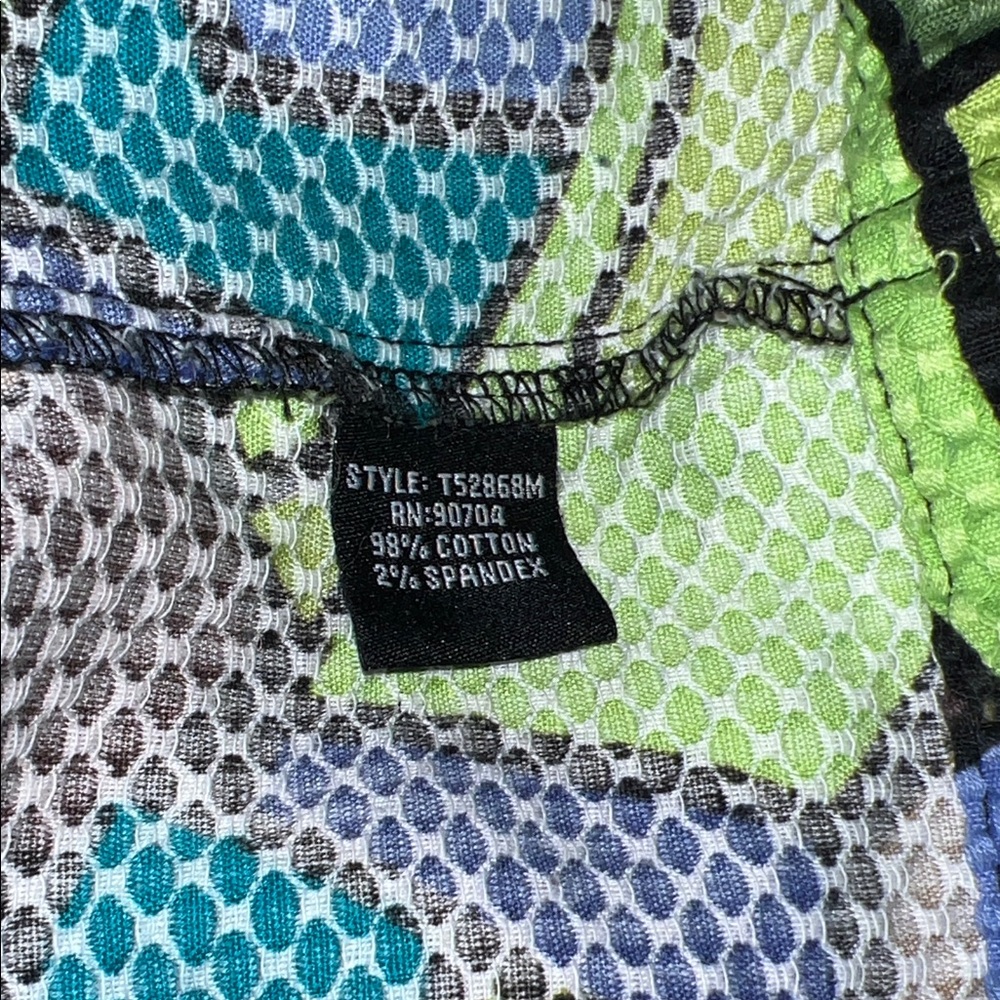 STYLE: T52868M
RN:90704
98% COTTON
2% SPANDEX